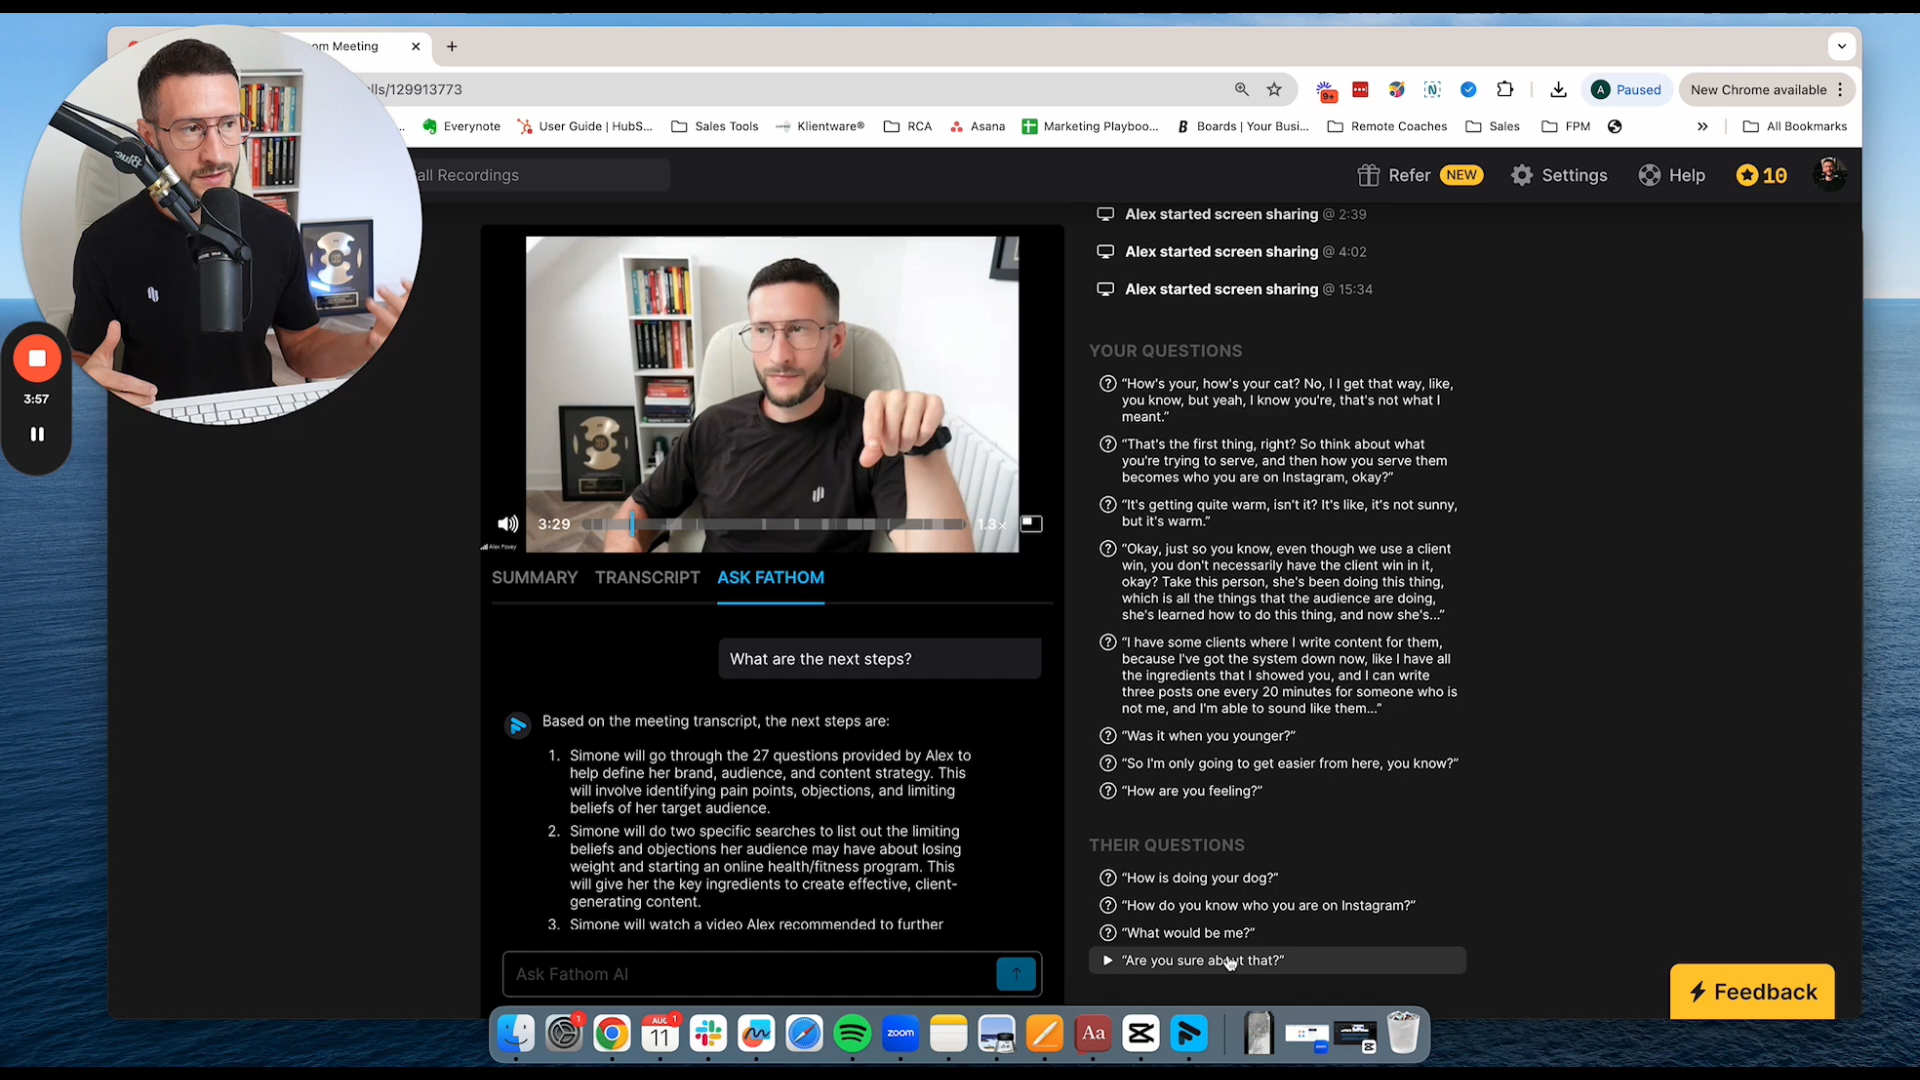 om Meeting
lls/129913773
9+
A
Paused
New Chrome available
Everynote
User Guide | HubS...
Sales Tools
Klientware®
RCA
Asana
Marketing Playboo...
B
Boards | Your Busi...
Remote Coaches
Sales
FPM
»
All Bookmarks
all Recordings
Refer
NEW
Settings
Help
10
3:57
3:29
1.3×
Alex Povey
SUMMARY
TRANSCRIPT
ASK FATHOM
What are the next steps?
Based on the meeting transcript, the next steps are:
1. Simone will go through the 27 questions provided by Alex to
help define her brand, audience, and content strategy. This
will involve identifying pain points, objections, and limiting
beliefs of her target audience.
2. Simone will do two specific searches to list out the limiting
beliefs and objections her audience may have about losing
weight and starting an online health/fitness program. This
will give her the key ingredients to create effective, client-
generating content.
3. Simone will watch a video Alex recommended to further
Ask Fathom AI
Alex started screen sharing @ 2:39
Alex started screen sharing @ 4:02
Alex started screen sharing @ 15:34
YOUR QUESTIONS
“How's your, how's your cat? No, I I get that way, like,
you know, but yeah, I know you're, that's not what I
meant.”
“That's the first thing, right? So think about what
you're trying to serve, and then how you serve them
becomes who you are on Instagram, okay?”
“It's getting quite warm, isn't it? It's like, it's not sunny,
but it's warm.”
“Okay, just so you know, even though we use a client
win, you don't necessarily have the client win in it,
okay? Take this person, she's been doing this thing,
which is all the things that the audience are doing,
she's learned how to do this thing, and now she's...”
“I have some clients where I write content for them,
because I've got the system down now, like I have all
the ingredients that I showed you, and I can write
three posts one every 20 minutes for someone who is
not me, and I'm able to sound like them...”
“Was it when you younger?”
“So I'm only going to get easier from here, you know?”
“How are you feeling?”
THEIR QUESTIONS
“How is doing your dog?”
“How do you know who you are on Instagram?”
“What would be me?”
“Are you sure about that?”
Feedback
1
AUG
11
1
zoom
Aa